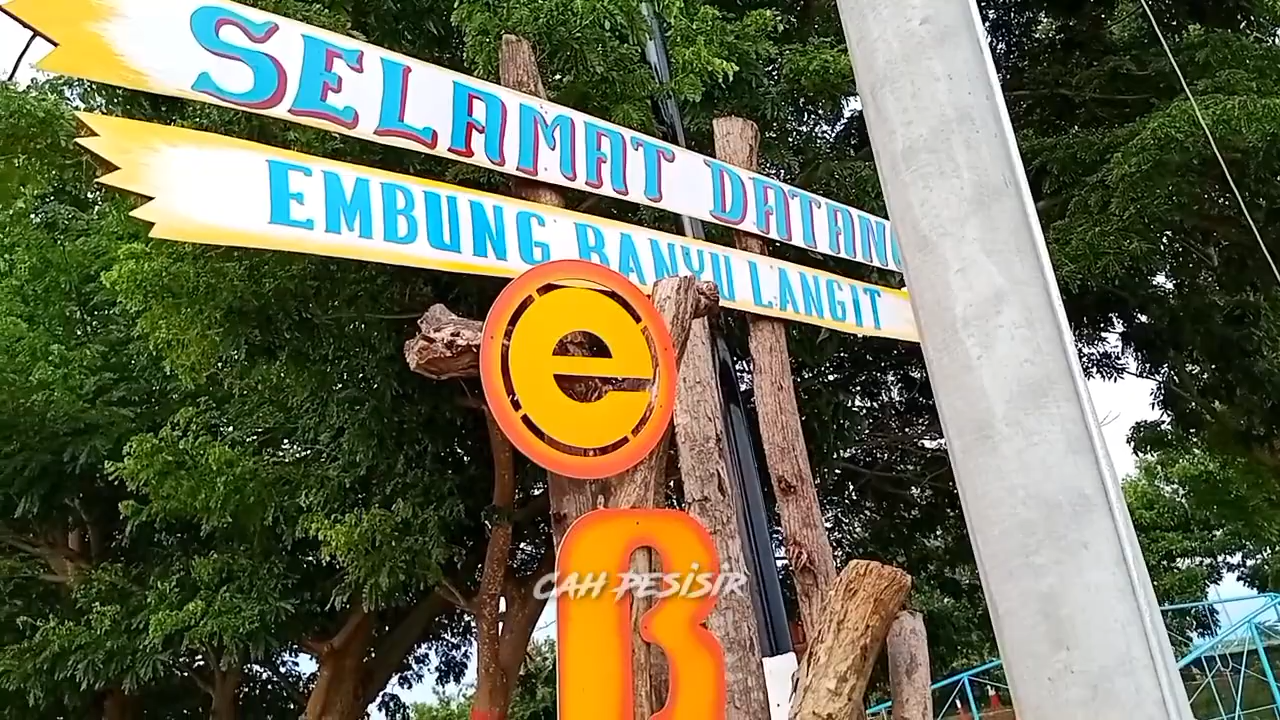 SELAMAT DATANG
EMBUNG BANYU LANGIT
e
B
CAH PESISIR